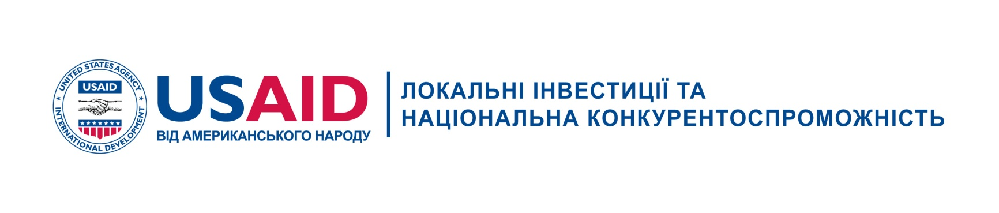 UNITED STATES AGENCY
USAID
INTERNATIONAL DEVELOPMENT
USAID
ВІД АМЕРИКАНСЬКОГО НАРОДУ
ЛОКАЛЬНІ ІНВЕСТИЦІЇ ТА
НАЦІОНАЛЬНА КОНКУРЕНТОСПРОМОЖНІСТЬ